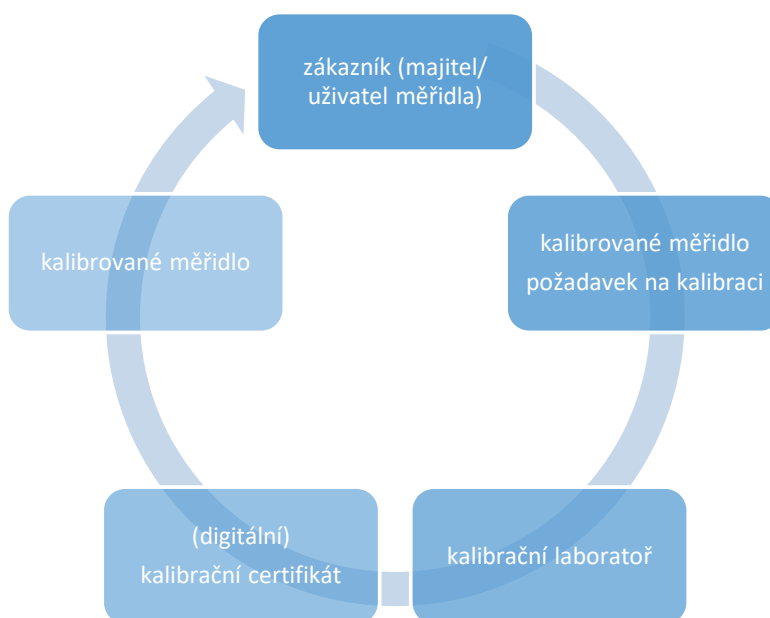 zákazník (majitel/
uživatel měřidla)
kalibrované měřidlo
požadavek na kalibraci
kalibrační laboratoř
(digitální)
kalibrační certifikát
kalibrované měřidlo